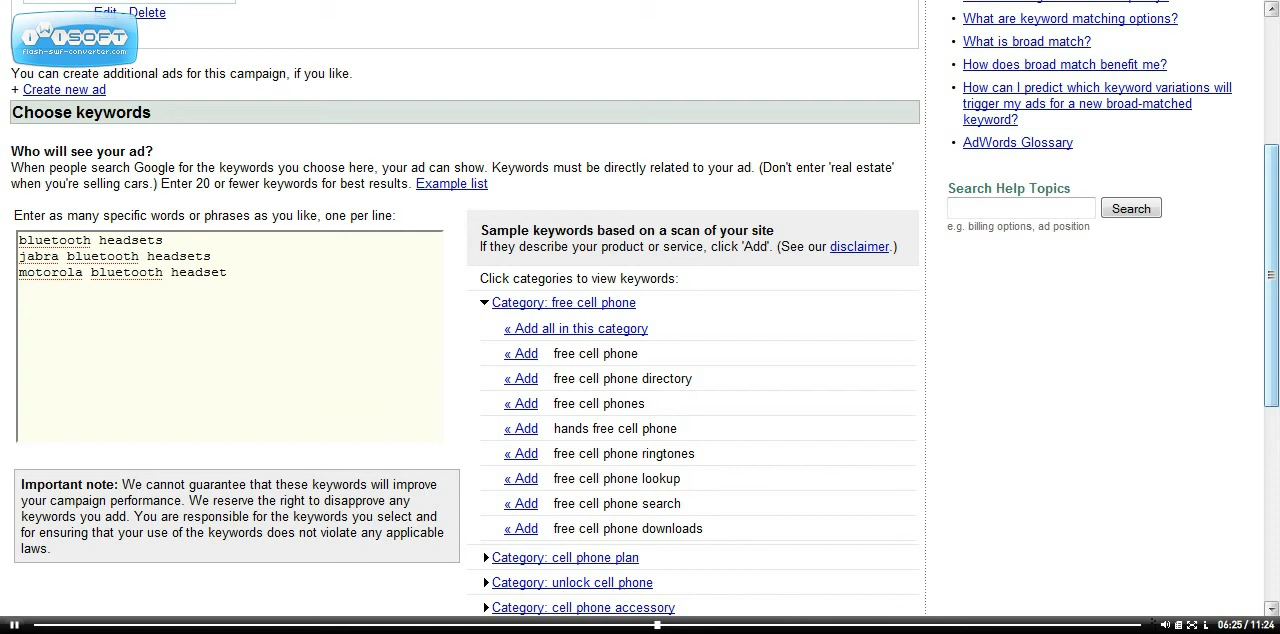 Edit - Delete
iWiSOFT
flash-swf-converter.com
You can create additional ads for this campaign, if you like.
+ Create new ad
Choose keywords
Who will see your ad?
When people search Google for the keywords you choose here, your ad can show. Keywords must be directly related to your ad. (Don't enter 'real estate'
when you're selling cars.) Enter 20 or fewer keywords for best results. Example list
Enter as many specific words or phrases as you like, one per line:
bluetooth headsets
jabra bluetooth headsets
motorola bluetooth headset
Important note: We cannot guarantee that these keywords will improve
your campaign performance. We reserve the right to disapprove any
keywords you add. You are responsible for the keywords you select and
for ensuring that your use of the keywords does not violate any applicable
laws.
Sample keywords based on a scan of your site
If they describe your product or service, click 'Add'. (See our disclaimer.)
Click categories to view keywords:
Category: free cell phone
« Add all in this category
« Add free cell phone
« Add free cell phone directory
« Add free cell phones
« Add hands free cell phone
« Add free cell phone ringtones
« Add free cell phone lookup
« Add free cell phone search
« Add free cell phone downloads
Category: cell phone plan
Category: unlock cell phone
Category: cell phone accessory
• What are keyword matching options?
• What is broad match?
• How does broad match benefit me?
• How can I predict which keyword variations will
trigger my ads for a new broad-matched
keyword?
• AdWords Glossary
Search Help Topics
Search
e.g. billing options, ad position
06:25 / 11:24